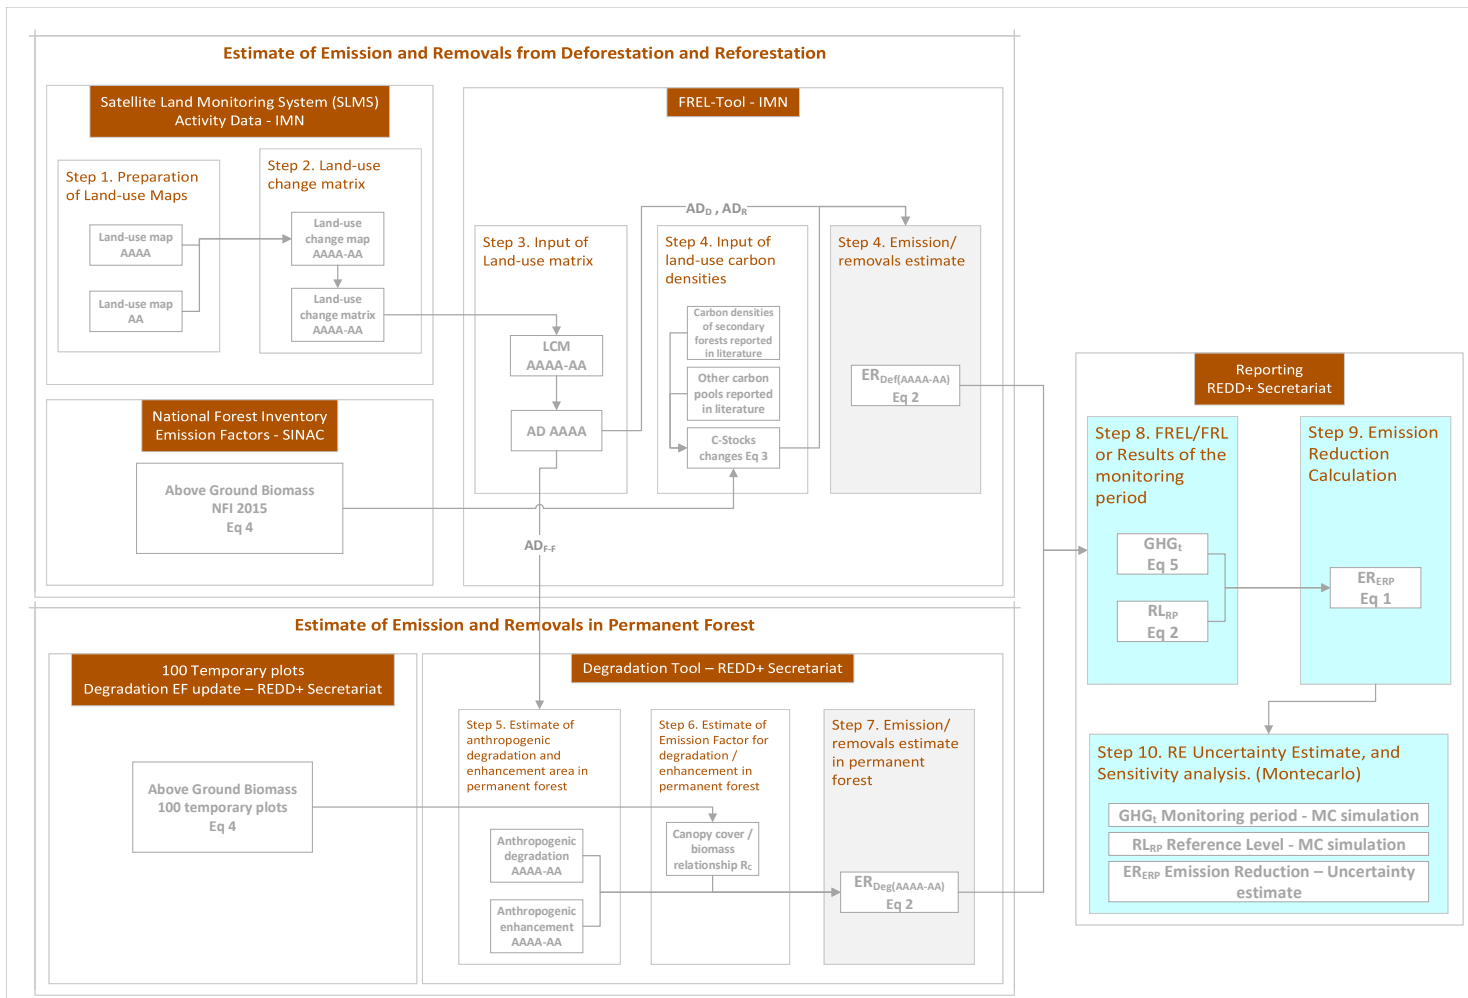 Estimate of Emission and Removals from Deforestation and Reforestation
Satellite Land Monitoring System (SLMS)
Activity Data - IMN
Step 1. Preparation
of Land-use Maps
Land-use map
AAAA
Land-use map
AA
Step 2. Land-use
change matrix
Land-use
change map
AAAA-AA
Land-use
change matrix
AAAA-AA
National Forest Inventory
Emission Factors - SINAC
Above Ground Biomass
NFI 2015
Eq 4
FREL-Tool - IMN
Step 3. Input of
Land-use matrix
LCM
AAAA-AA
AD AAAA
AD_D , AD_R
Step 4. Input of
land-use carbon
densities
Carbon densities
of secondary
forests reported
in literature
Other carbon
pools reported
in literature
C-Stocks
changes Eq 3
Step 4. Emission/
removals estimate
ER_Def(AAAA-AA)
Eq 2
AD_F-F
Estimate of Emission and Removals in Permanent Forest
100 Temporary plots
Degradation EF update – REDD+ Secretariat
Above Ground Biomass
100 temporary plots
Eq 4
Degradation Tool – REDD+ Secretariat
Step 5. Estimate of
anthropogenic
degradation and
enhancement area in
permanent forest
Anthropogenic
degradation
AAAA-AA
Anthropogenic
enhancement
AAAA-AA
Step 6. Estimate of
Emission Factor for
degradation /
enhancement in
permanent forest
Canopy cover /
biomass
relationship R_C
Step 7. Emission/
removals estimate
in permanent
forest
ER_Deg(AAAA-AA)
Eq 2
Reporting
REDD+ Secretariat
Step 8. FREL/FRL
or Results of the
monitoring
period
GHG_t
Eq 5
RL_RP
Eq 2
Step 9. Emission
Reduction
Calculation
ER_ERP
Eq 1
Step 10. RE Uncertainty Estimate, and
Sensitivity analysis. (Montecarlo)
GHG_t Monitoring period - MC simulation
RL_RP Reference Level - MC simulation
ER_ERP Emission Reduction – Uncertainty
estimate